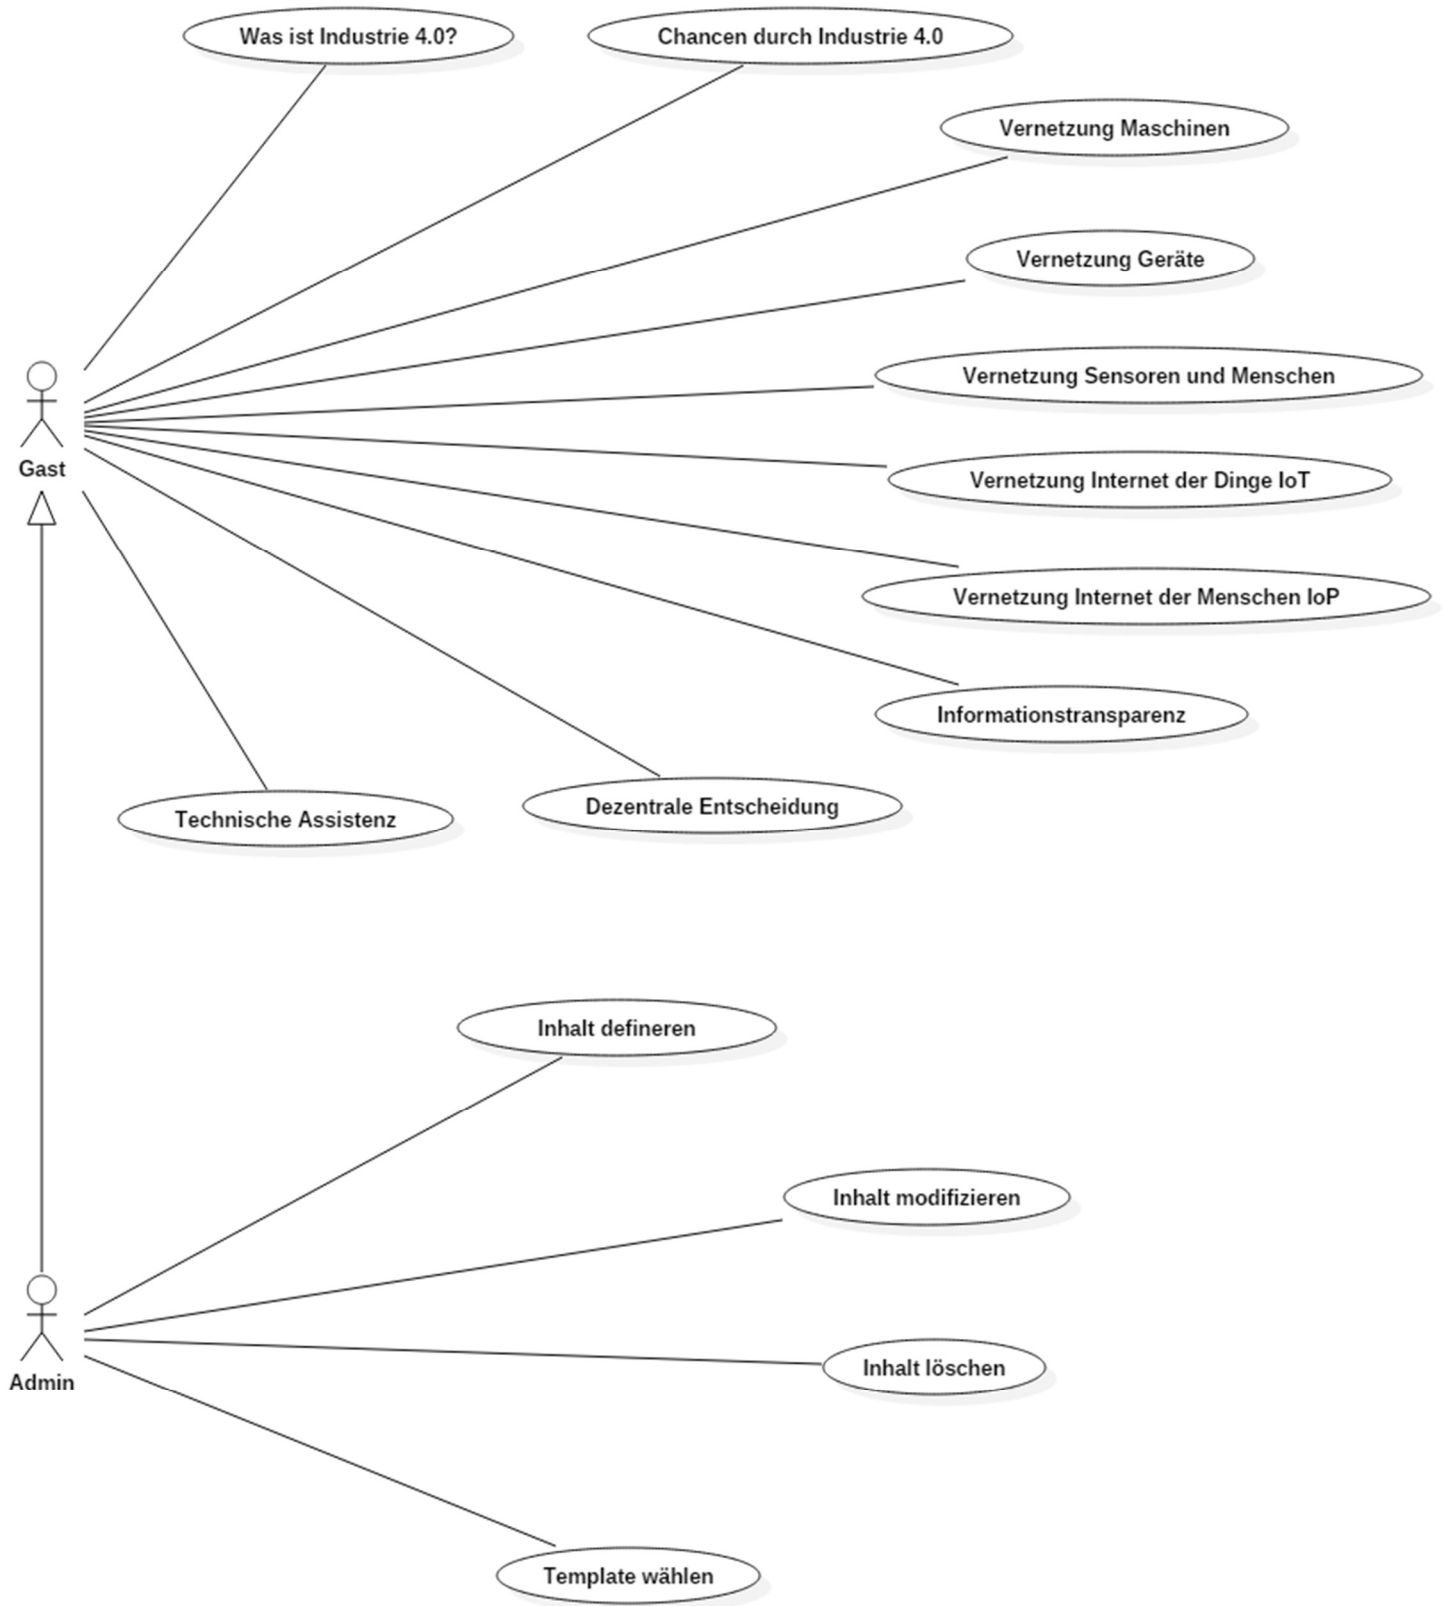 Was ist Industrie 4.0?
Chancen durch Industrie 4.0
Vernetzung Maschinen
Vernetzung Geräte
Vernetzung Sensoren und Menschen
Gast
Vernetzung Internet der Dinge IoT
Vernetzung Internet der Menschen IoP
Informationstransparenz
Dezentrale Entscheidung
Technische Assistenz
Inhalt defineren
Inhalt modifizieren
Inhalt löschen
Admin
Template wählen